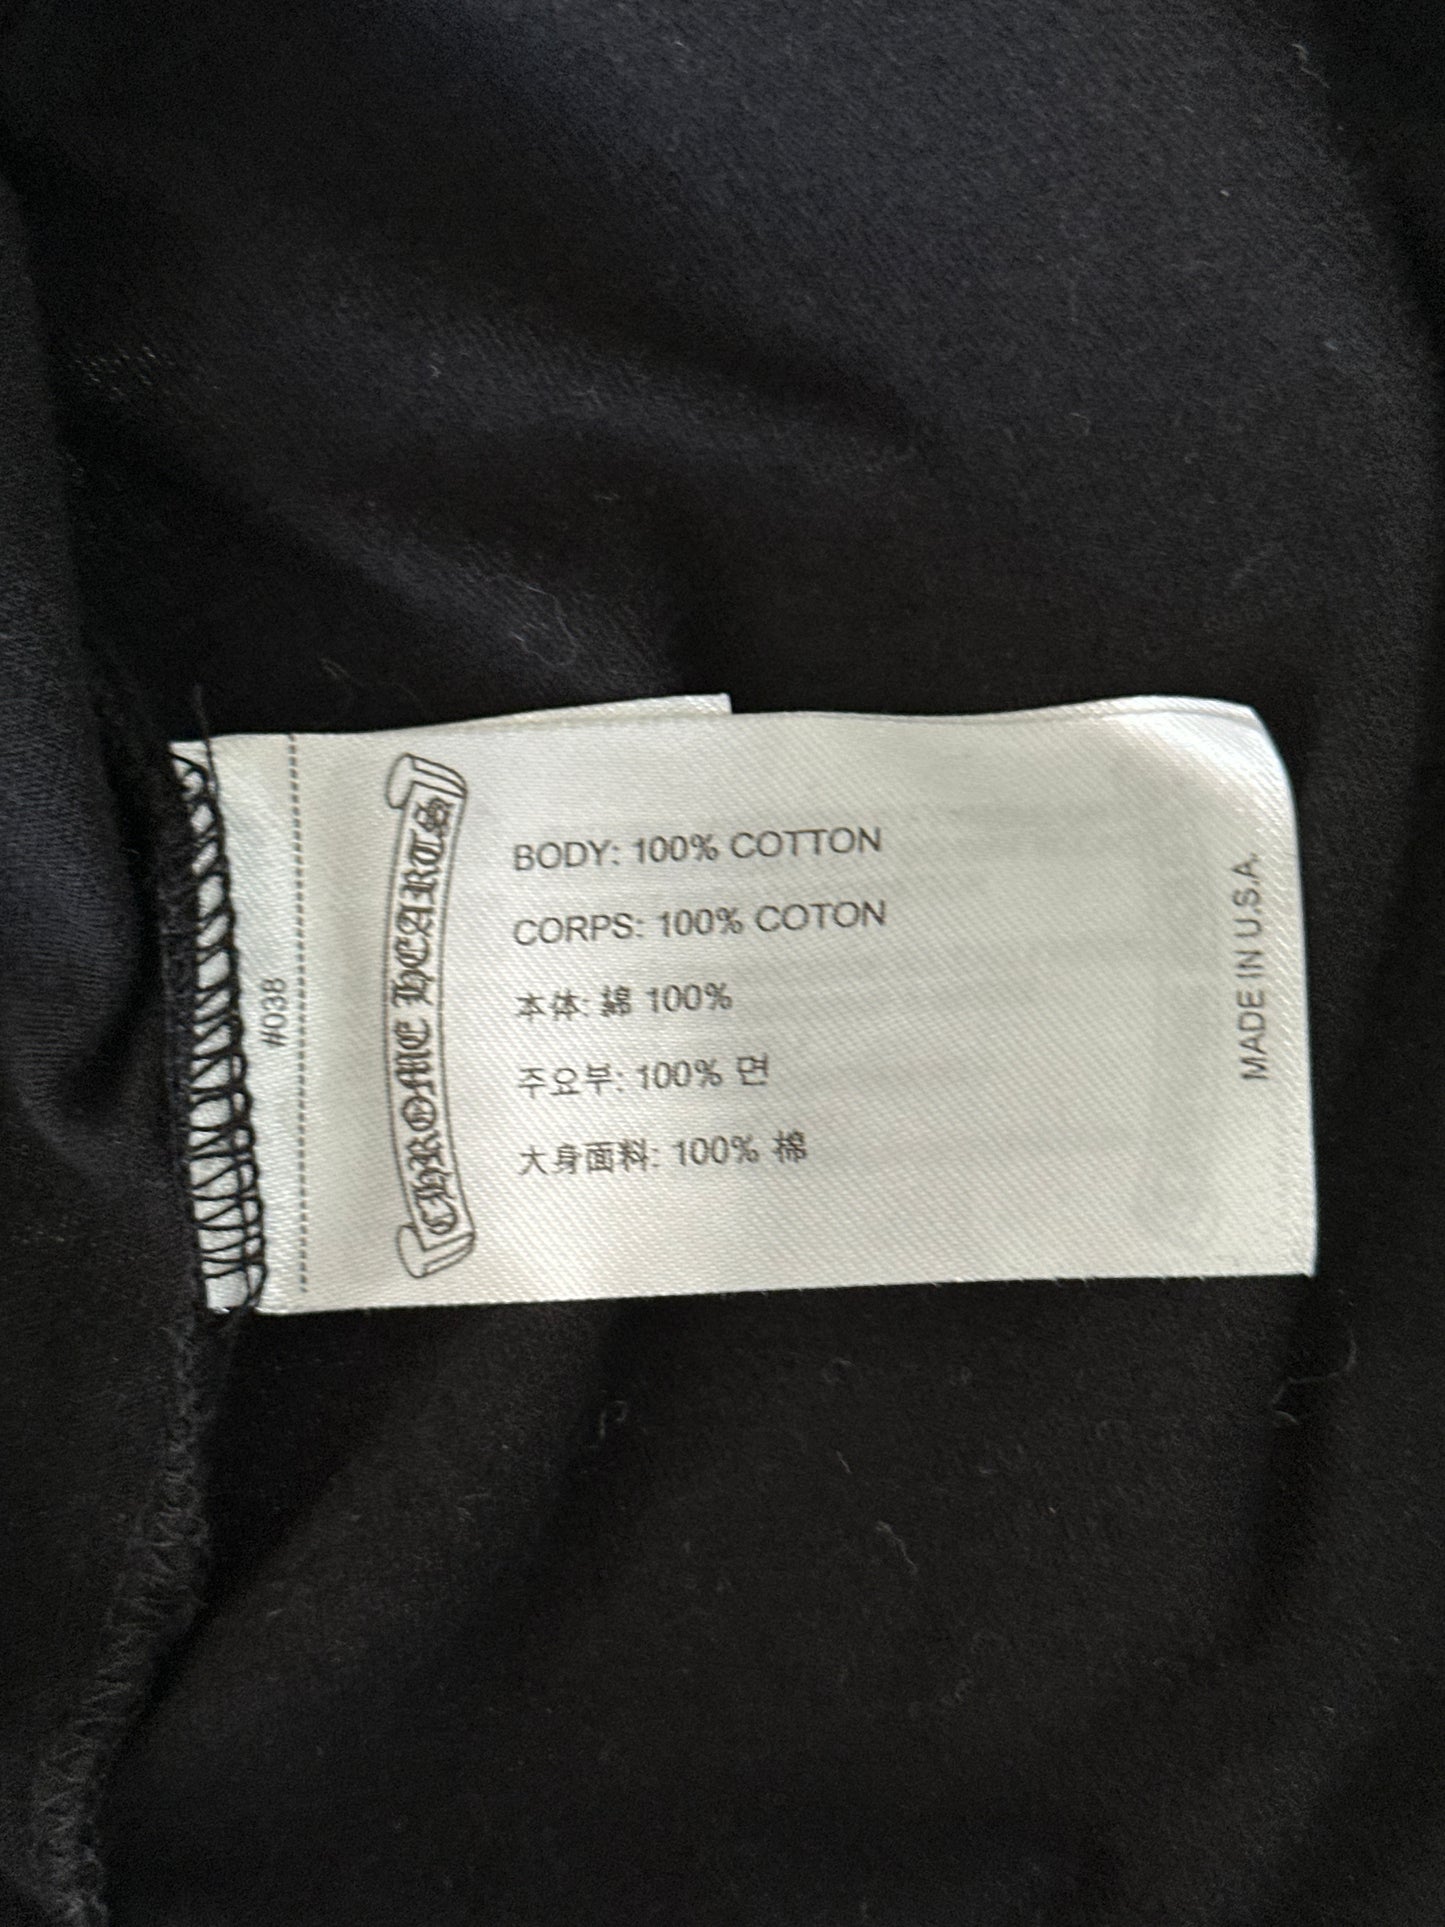 #038
CHROME HEARTS
BODY: 100% COTTON
CORPS: 100% COTON
本体: 綿 100%
주요부: 100% 면
大身面料: 100% 棉
MADE IN U.S.A.